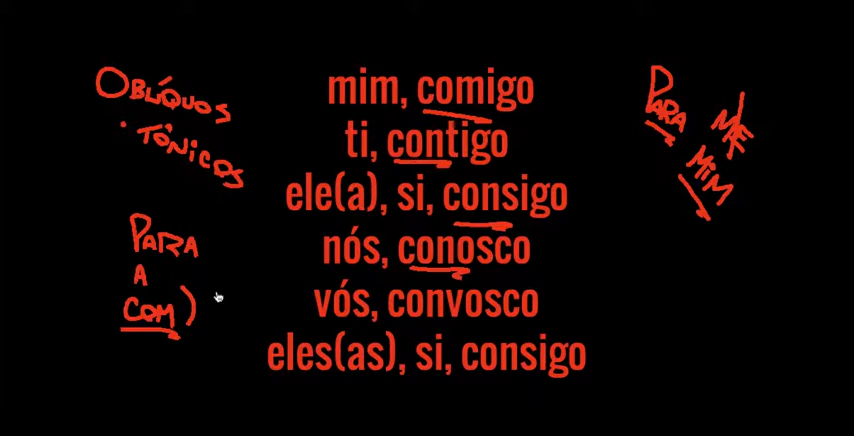 OBLÍQUOS
• TÔNICOS
PARA
A
COM)
mim, comigo
ti, contigo
ele(a), si, consigo
nós, conosco
vós, convosco
eles(as), si, consigo
PARA
MIM